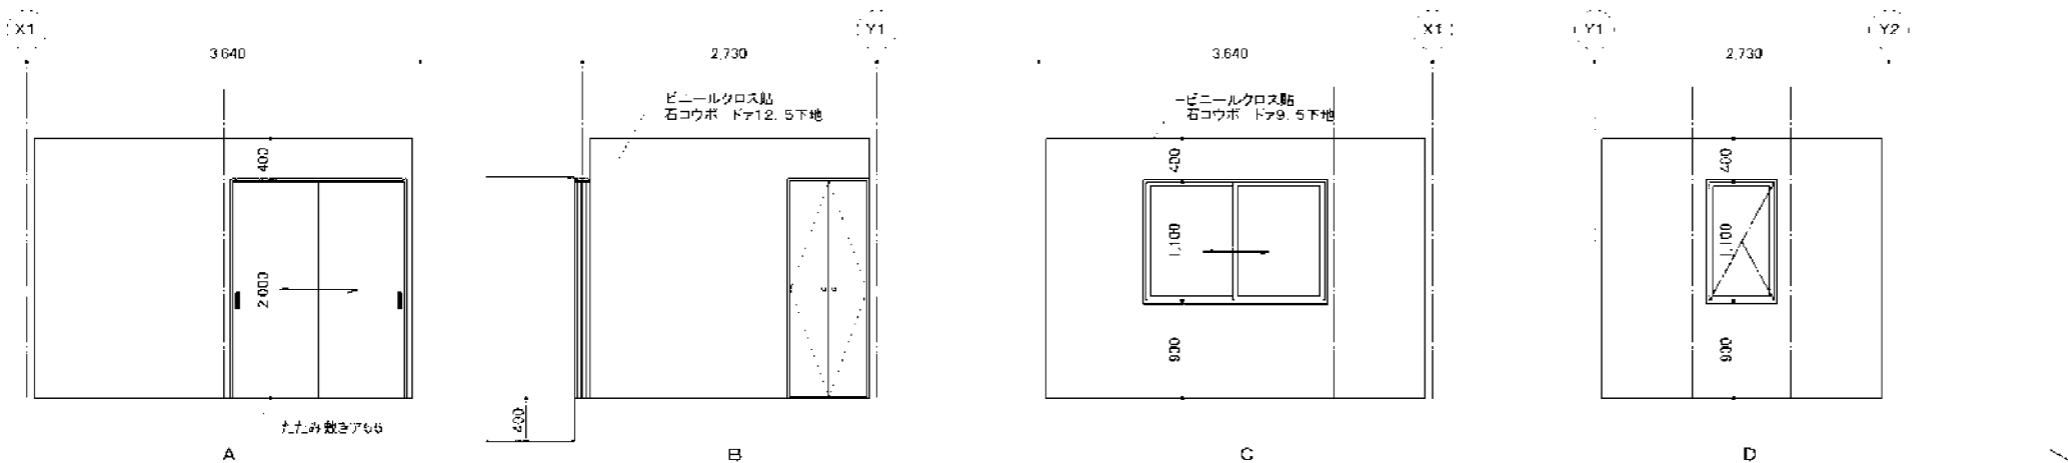 X1
3,640
400
2,000
たたみ敷きア55
A
Y1
2,730
ビニールクロス貼
石コウボードァ12.5下地
400
B
X1
3,640
ービニールクロス貼
石コウボードァ9.5下地
400
1,100
900
C
Y1
Y2
2,730
400
1,100
900
D